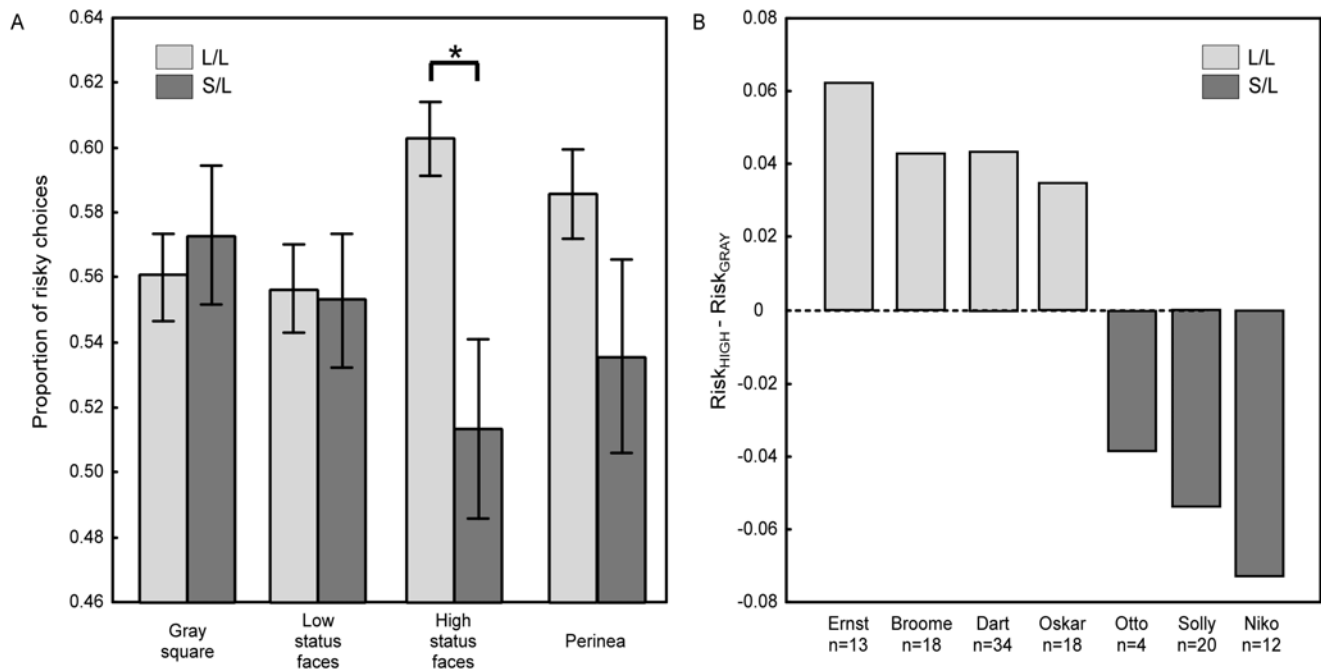 A
Proportion of risky choices
0.64
0.62
0.60
0.58
0.56
0.54
0.52
0.50
0.48
0.46
L/L
S/L
*
Gray
square
Low
status
faces
High
status
faces
Perinea
B
Risk_HIGH - Risk_GRAY
0.08
0.06
0.04
0.02
0
-0.02
-0.04
-0.06
-0.08
L/L
S/L
Ernst
n=13
Broome
n=18
Dart
n=34
Oskar
n=18
Otto
n=4
Solly
n=20
Niko
n=12